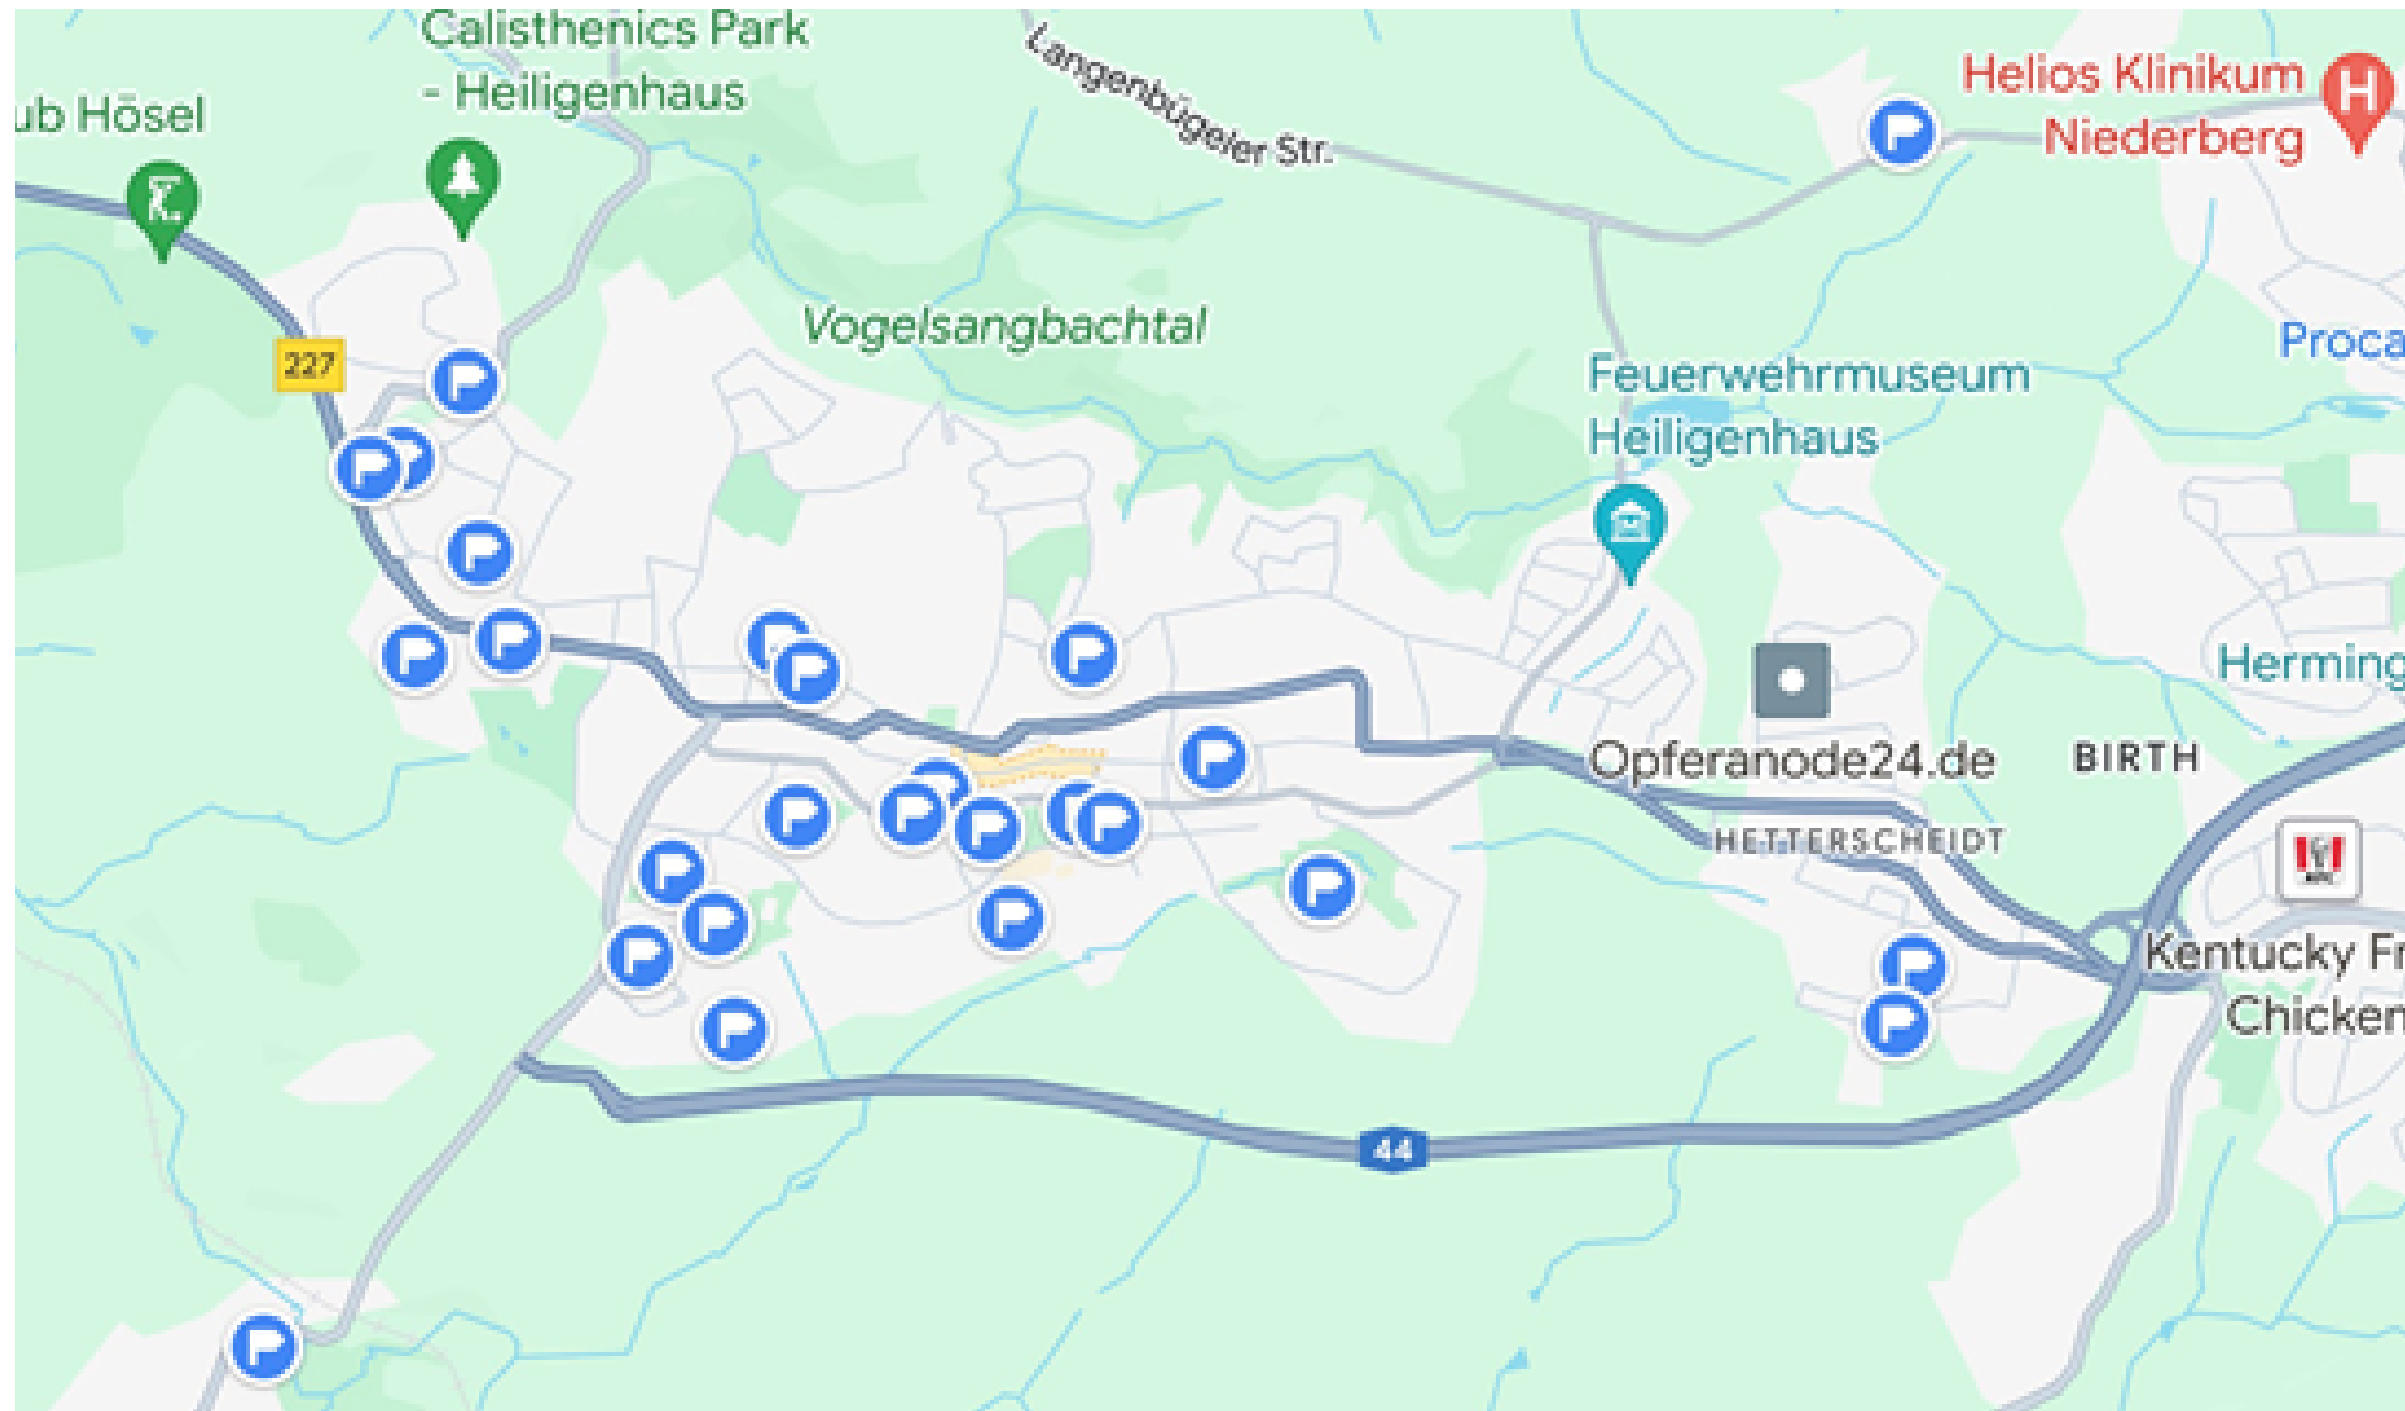 Calisthenics Park
- Heiligenhaus
ub Hösel
Langenbügeler Str.
Helios Klinikum
Niederberg
H
227
Vogelsangbachtal
Feuerwehrmuseum
Heiligenhaus
Proca
Herming
Opferanode24.de
BIRTH
HETTERSCHEIDT
Kentucky Fr
Chicken
44